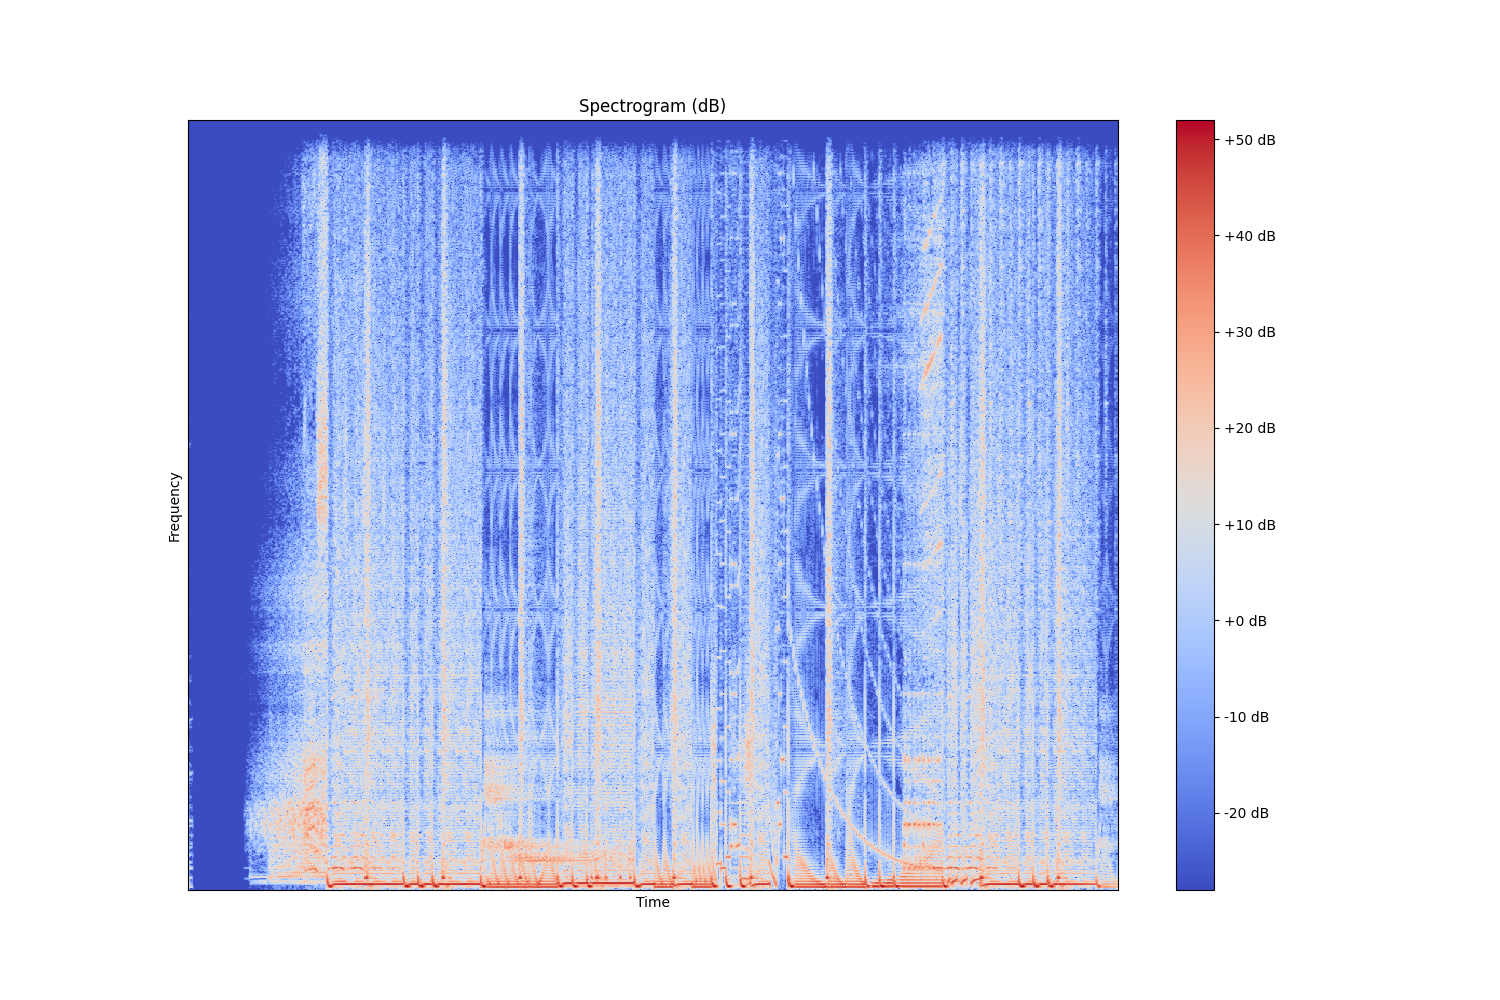 Spectrogram (dB)
+50 dB
+40 dB
+30 dB
+20 dB
+10 dB
+0 dB
-10 dB
-20 dB
Frequency
Time